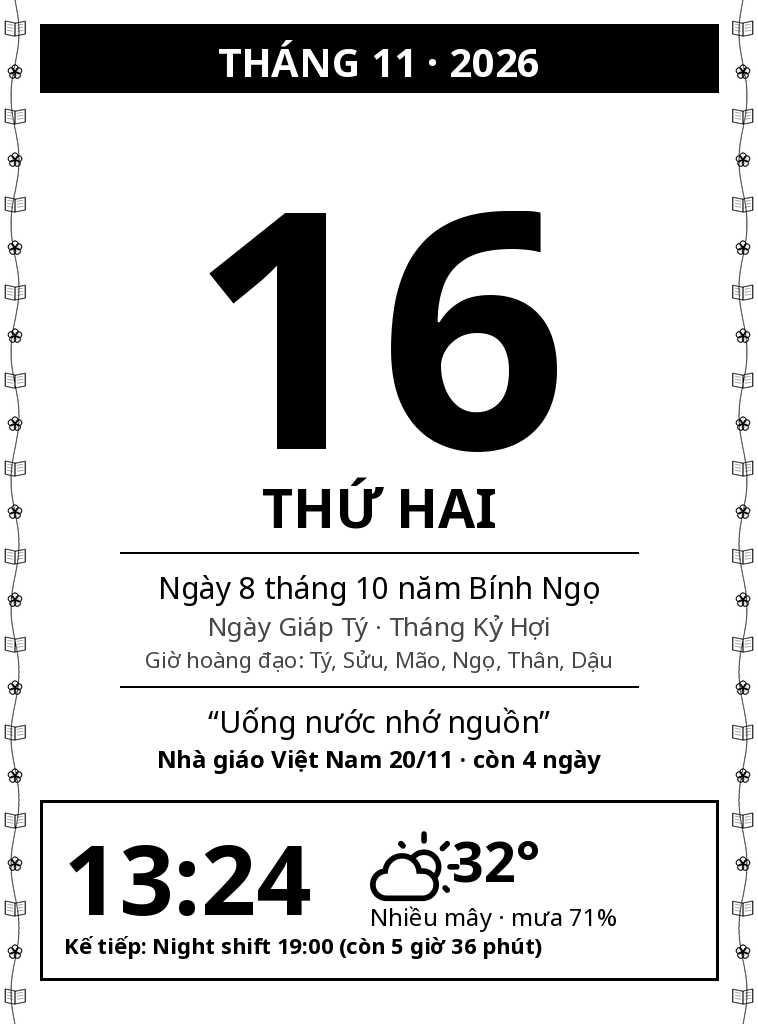 THÁNG 11 · 2026
16
THỨ HAI
Ngày 8 tháng 10 năm Bính Ngọ
Ngày Giáp Tý · Tháng Kỷ Hợi
Giờ hoàng đạo: Tý, Sửu, Mão, Ngọ, Thân, Dậu
“Uống nước nhớ nguồn”
Nhà giáo Việt Nam 20/11 · còn 4 ngày
13:24
32°
Nhiều mây · mưa 71%
Kế tiếp: Night shift 19:00 (còn 5 giờ 36 phút)